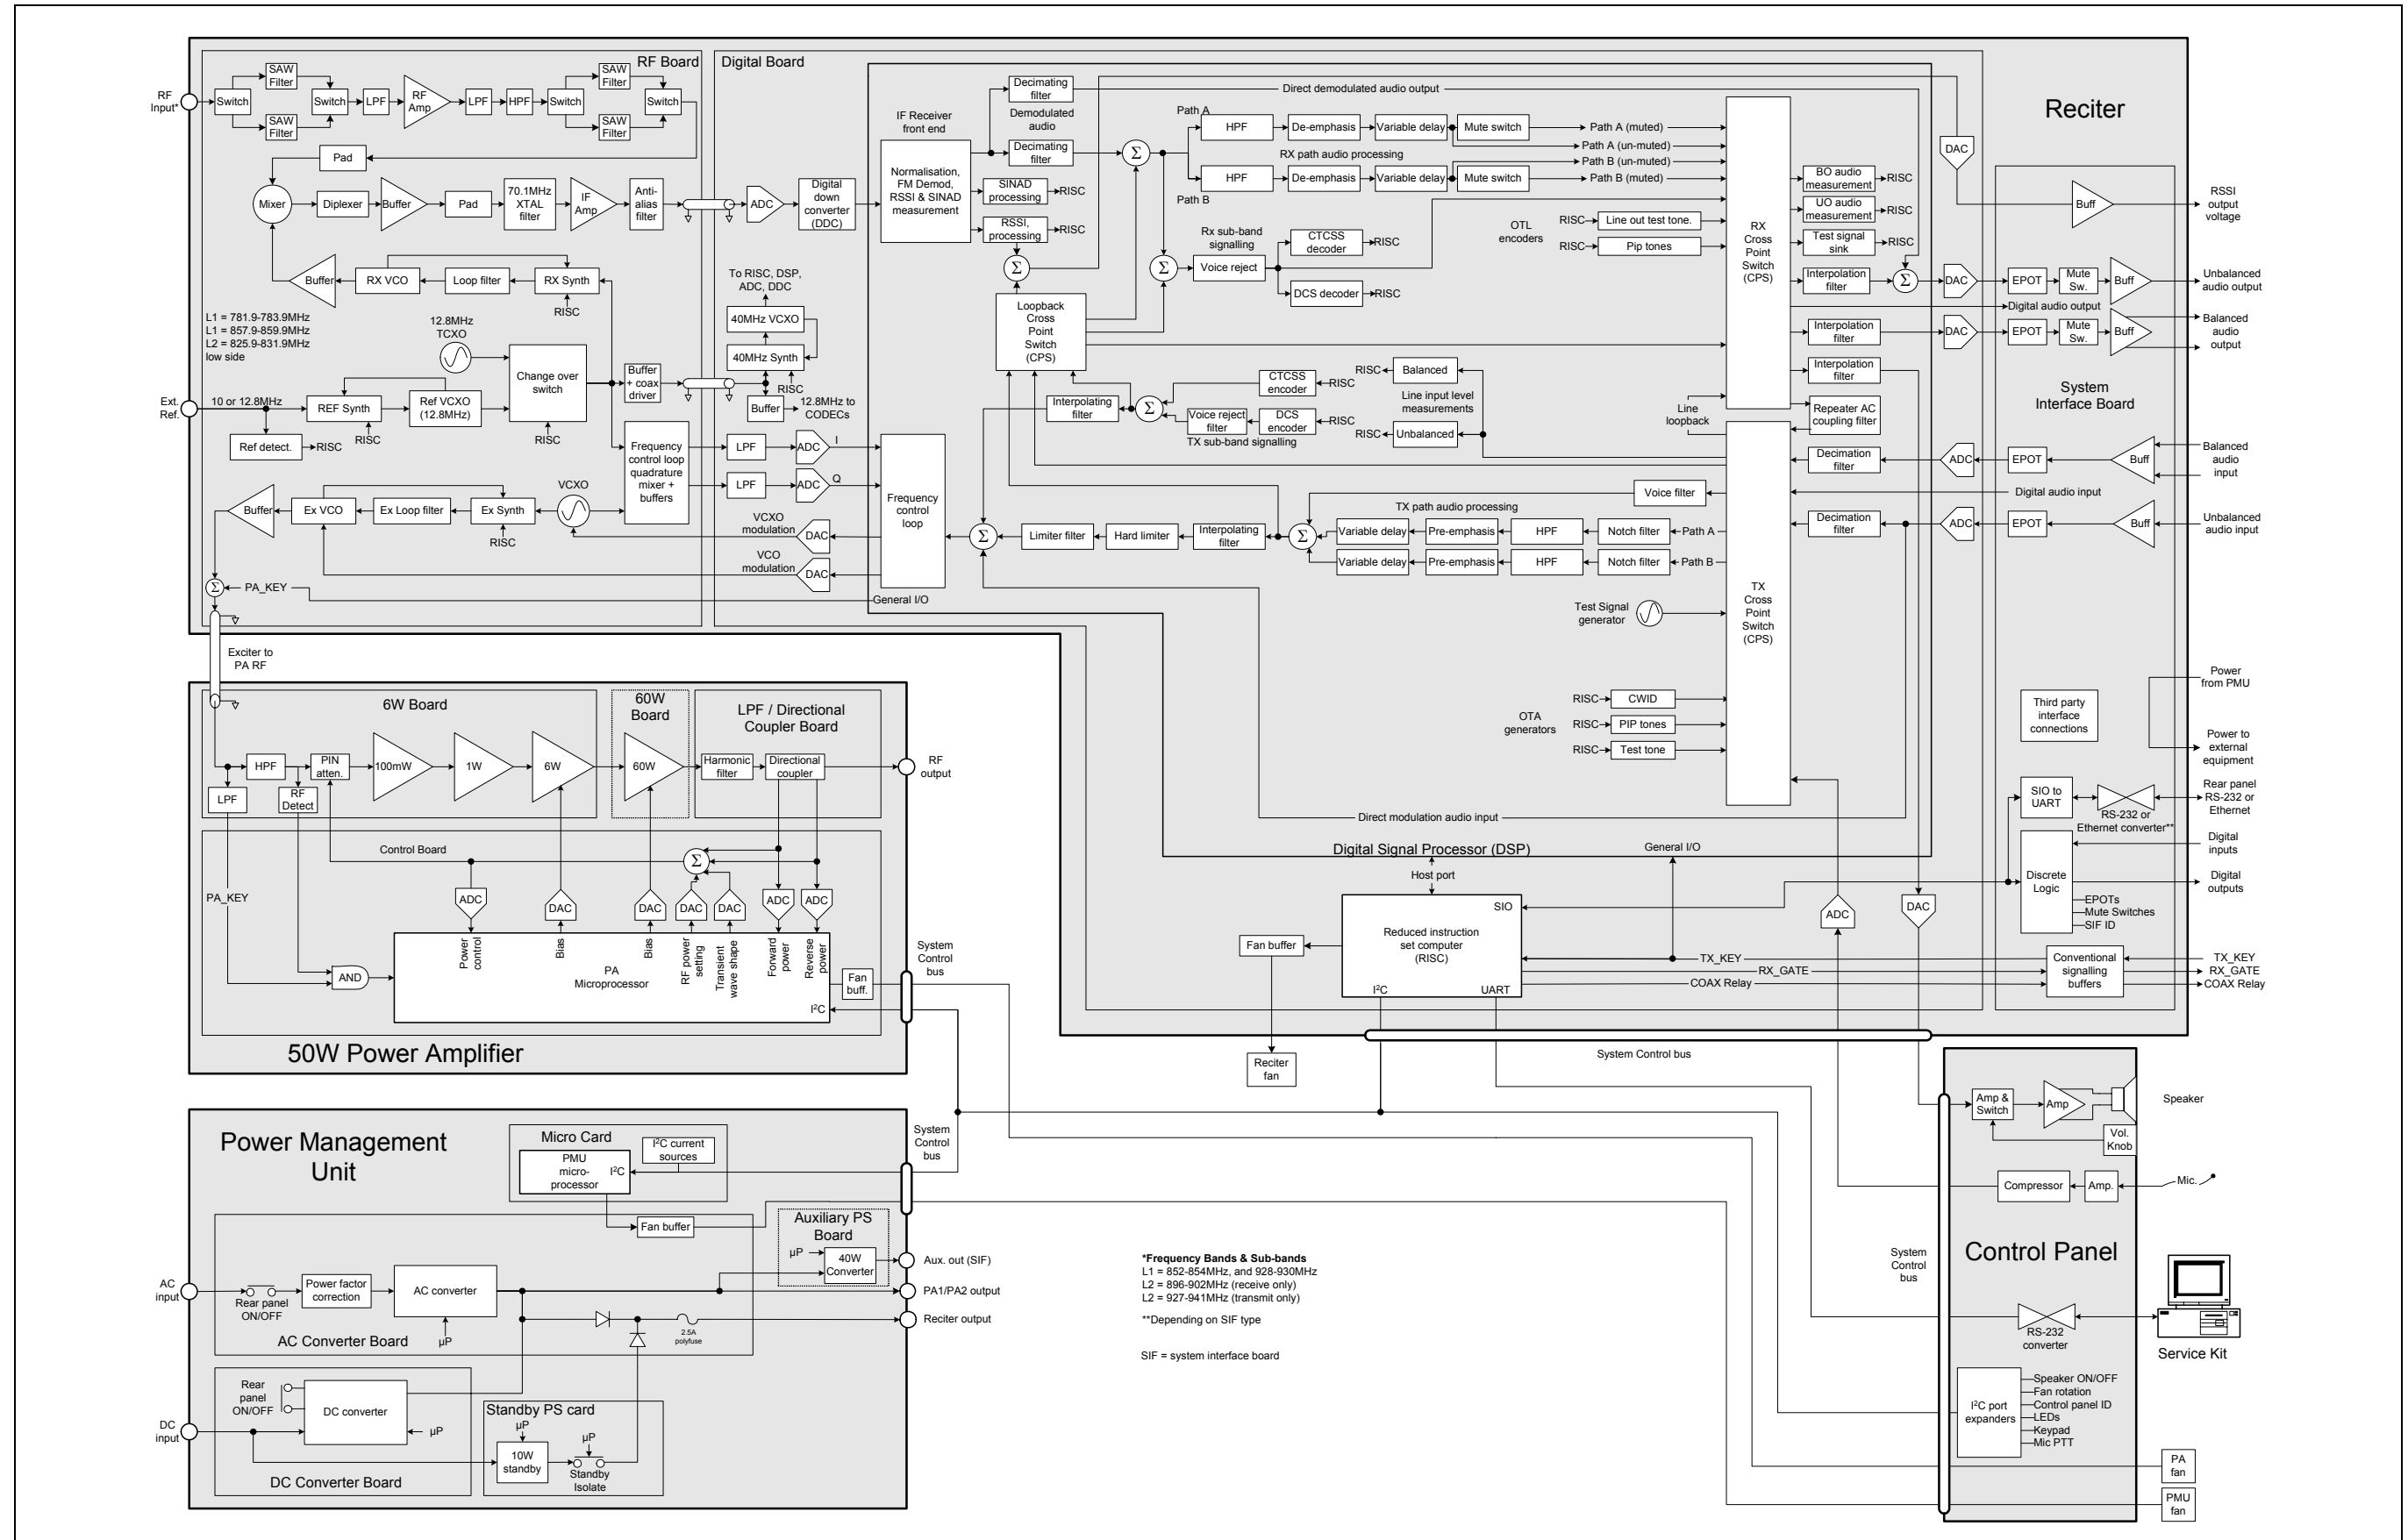 Reciter
RF Board
Digital Board
RF
Input*
Switch
SAW
Filter
SAW
Filter
Switch
LPF
RF
Amp
LPF
HPF
Switch
SAW
Filter
SAW
Filter
Switch
Pad
Mixer
Diplexer
Buffer
Pad
70.1MHz
XTAL
filter
IF
Amp
Anti-
alias
filter
ADC
Digital
down
converter
(DDC)
Buffer
RX VCO
Loop filter
RX Synth
RISC
L1 = 781.9-783.9MHz
L1 = 857.9-859.9MHz
L2 = 825.9-831.9MHz
low side
12.8MHz
TCXO
Change over
switch
RISC
Buffer
+ coax
driver
To RISC, DSP,
ADC, DDC
40MHz VCXO
40MHz Synth
RISC
Buffer
12.8MHz to
CODECs
Ext.
Ref.
10 or 12.8MHz
REF Synth
RISC
Ref VCXO
(12.8MHz)
Ref detect.
RISC
Frequency
control loop
quadrature
mixer +
buffers
LPF
ADC
I
LPF
ADC
Q
Buffer
Ex VCO
Ex Loop filter
Ex Synth
RISC
VCXO
VCXO
modulation
DAC
VCO
modulation
DAC
Σ
PA_KEY
General I/O
Frequency
control
loop
Exciter to
PA RF
IF Receiver
front end
Normalisation,
FM Demod,
RSSI & SINAD
measurement
Decimating
filter
Demodulated
audio
Decimating
filter
SINAD
processing
RISC
RSSI,
processing
RISC
Σ
Σ
Direct demodulated audio output
Path A
HPF
De-emphasis
Variable delay
Mute switch
Path A (muted)
Path A (un-muted)
RX path audio processing
Path B (un-muted)
HPF
De-emphasis
Variable delay
Mute switch
Path B (muted)
Path B
Rx sub-band
signalling
Σ
Voice reject
CTCSS
decoder
RISC
DCS decoder
RISC
OTL
encoders
RISC
Line out test tone.
RISC
Pip tones
RX
Cross
Point
Switch
(CPS)
Loopback
Cross
Point
Switch
(CPS)
BO audio
measurement
RISC
UO audio
measurement
RISC
Test signal
sink
RISC
Interpolation
filter
Σ
DAC
EPOT
Mute
Sw.
Buff
Unbalanced
audio output
Digital audio output
Interpolation
filter
DAC
EPOT
Mute
Sw.
Buff
Balanced
audio
output
Interpolation
filter
Repeater AC
coupling filter
DAC
Buff
RSSI
output
voltage
System
Interface Board
Interpolating
filter
Σ
CTCSS
encoder
RISC
Voice reject
filter
DCS
encoder
RISC
TX sub-band signalling
RISC
Balanced
Line input level
measurements
RISC
Unbalanced
Line
loopback
Decimation
filter
ADC
EPOT
Buff
Balanced
audio
input
Digital audio input
Decimation
filter
ADC
EPOT
Buff
Unbalanced
audio input
Voice filter
TX path audio processing
Σ
Limiter filter
Hard limiter
Interpolating
filter
Σ
Variable delay
Pre-emphasis
HPF
Notch filter
Path A
Variable delay
Pre-emphasis
HPF
Notch filter
Path B
TX
Cross
Point
Switch
(CPS)
Test Signal
generator
OTA
generators
RISC
CWID
RISC
PIP tones
RISC
Test tone
Direct modulation audio input
Digital Signal Processor (DSP)
General I/O
Host port
SIO
Reduced instruction
set computer
(RISC)
I²C
UART
Fan buffer
Reciter
fan
TX_KEY
RX_GATE
COAX Relay
ADC
DAC
Third party
interface
connections
Power
from PMU
Power to
external
equipment
SIO to
UART
RS-232 or
Ethernet converter**
Rear panel
RS-232 or
Ethernet
Discrete
Logic
Digital
inputs
Digital
outputs
EPOTs
Mute Switches
SIF ID
Conventional
signalling
buffers
TX_KEY
RX_GATE
COAX Relay
System Control bus
6W Board
60W
Board
LPF / Directional
Coupler Board
HPF
PIN
atten.
100mW
1W
6W
60W
Harmonic
filter
Directional
coupler
RF
output
LPF
RF
Detect
Control Board
Σ
PA_KEY
ADC
DAC
DAC
DAC
DAC
ADC
ADC
Power
control
Bias
Bias
RF power
setting
Transient
wave shape
Forward
power
Reverse
power
AND
PA
Microprocessor
I²C
Fan
buff.
System
Control
bus
50W Power Amplifier
Power Management
Unit
Micro Card
PMU
micro-
processor
I²C
I²C current
sources
System
Control
bus
Fan buffer
Auxiliary PS
Board
µP
40W
Converter
Aux. out (SIF)
PA1/PA2 output
Reciter output
AC
input
Rear panel
ON/OFF
Power factor
correction
AC converter
µP
AC Converter Board
2.5A
polyfuse
Rear
panel
ON/OFF
DC converter
µP
DC
input
DC Converter Board
Standby PS card
µP
10W
standby
µP
Standby
Isolate
*Frequency Bands & Sub-bands
L1 = 852-854MHz, and 928-930MHz
L2 = 896-902MHz (receive only)
L2 = 927-941MHz (transmit only)
**Depending on SIF type
SIF = system interface board
Control Panel
Amp &
Switch
Amp
Speaker
Vol.
Knob
Compressor
Amp.
Mic.
System
Control
bus
RS-232
converter
Service Kit
I²C port
expanders
Speaker ON/OFF
Fan rotation
Control panel ID
LEDs
Keypad
Mic PTT
PA
fan
PMU
fan